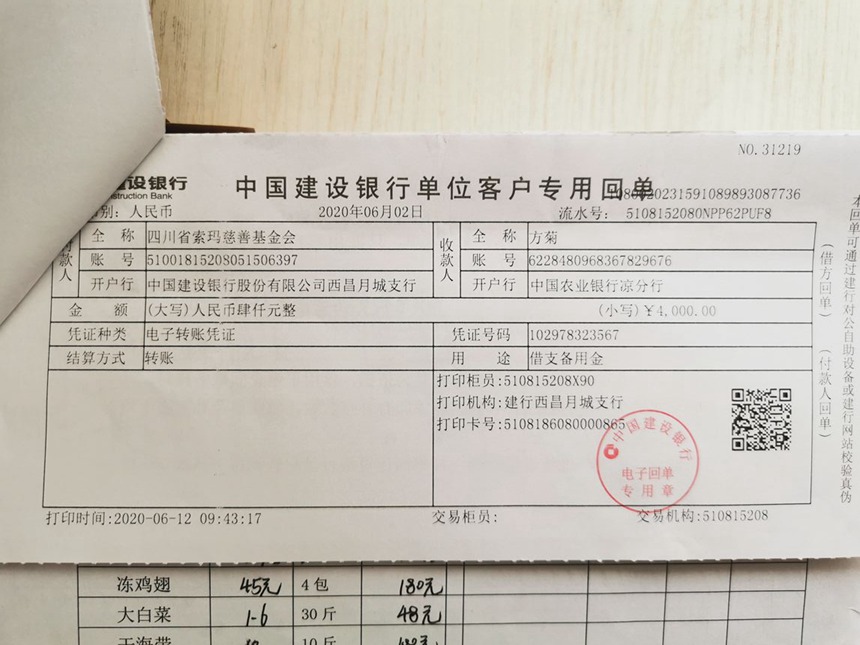 NO.31219
建设银行
struction Bank
中国建设银行单位客户专用回单
1080202315910898930877​36
别:人民币 2020年06月02日 流水号: 5108152080NPP62PUF8
付款人 全称 四川省索玛慈善基金会 收款人 全称 方菊
账号 51001815208051506397 账号 6228480968367829676
开户行 中国建设银行股份有限公司西昌月城支行 开户行 中国农业银行凉分行
金额 (大写)人民币肆仟元整 (小写)¥4,000.00
凭证种类 电子转账凭证 凭证号码 102978323567
结算方式 转账 用途 借支备用金
打印柜员:510815208X90
打印机构:建行西昌月城支行
打印卡号:5108186080000865
中国建设银行
电子回单
专用章
打印时间:2020-06-12 09:43:17 交易柜员: 交易机构:510815208
本回单可通过建行对公自助设备或建行网站校验真伪
(借方回单)
(付款人回单)
冻鸡翅 45元 4包 180元
大白菜 1-6 30斤 48元
干海带 10斤